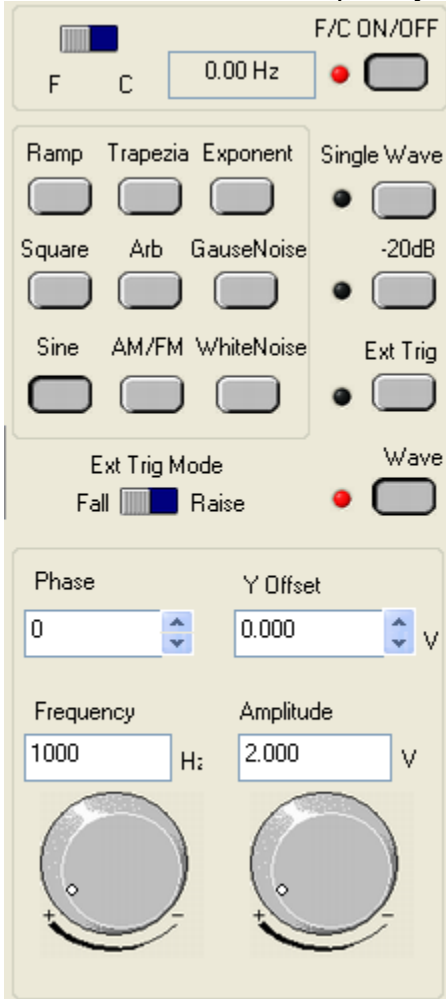 F/C ON/OFF
F C
0.00 Hz
Ramp Trapezia Exponent
Single Wave
Square Arb GauseNoise
-20dB
Sine AM/FM WhiteNoise
Ext Trig
Ext Trig Mode
Fall Raise
Wave
Phase Y Offset
0 0.000 V
Frequency Amplitude
1000 Hz 2.000 V
+ - + -